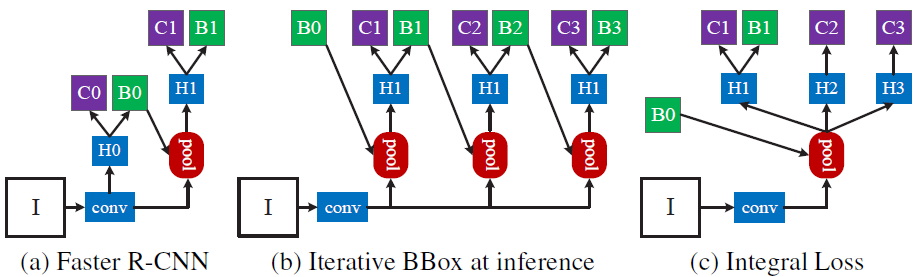 C1 B1
C0 B0 H1
H0 pool
I conv
(a) Faster R-CNN
B0 C1 B1 C2 B2 C3 B3
H1 H1 H1
pool pool pool
I conv
(b) Iterative BBox at inference
C1 B1 C2 C3
H1 H2 H3
B0
pool
I conv
(c) Integral Loss